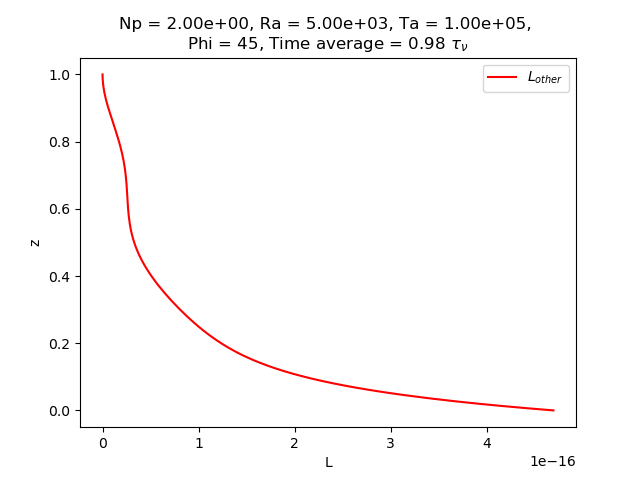 Np = 2.00e+00, Ra = 5.00e+03, Ta = 1.00e+05,
Phi = 45, Time average = 0.98 τν
L_other
1.0
0.8
0.6
0.4
0.2
0.0
z
0 1 2 3 4
1e−16
L